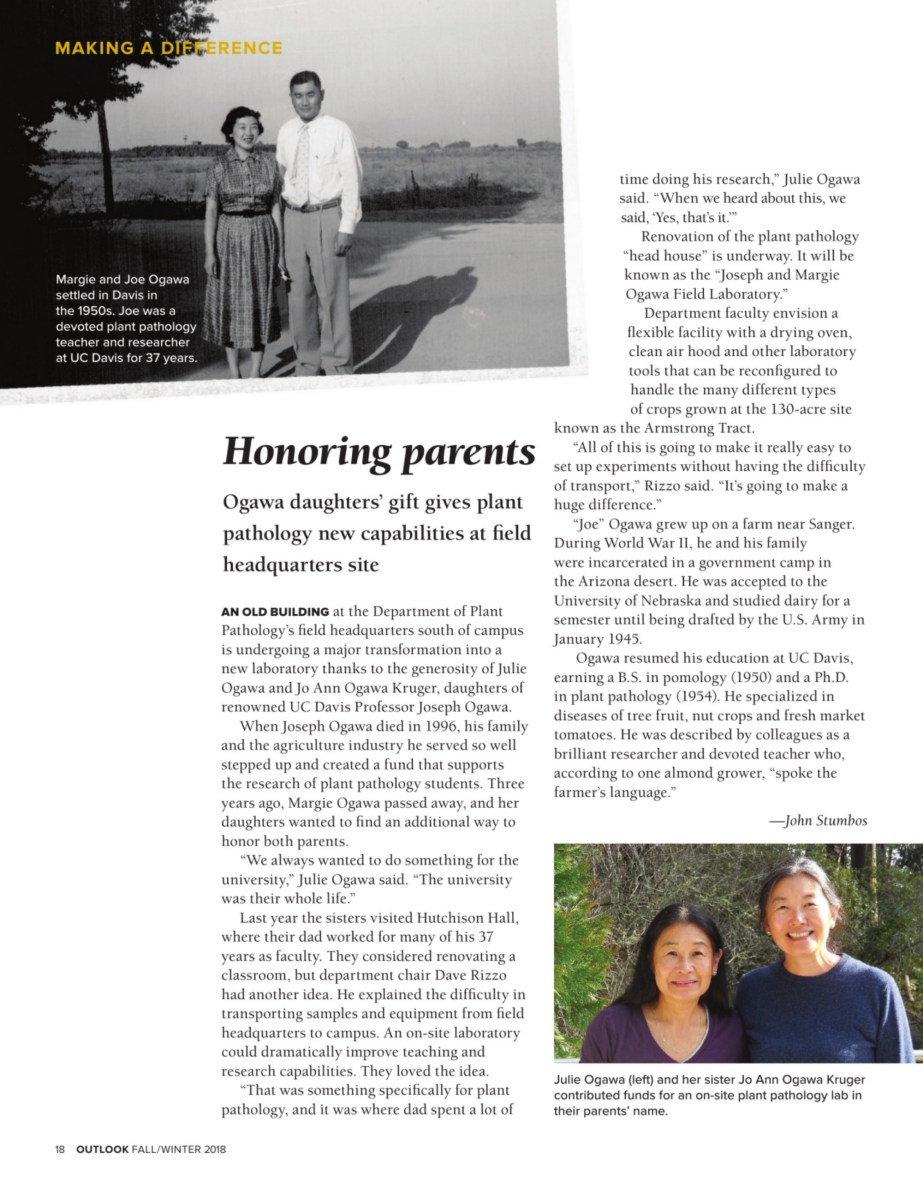 MAKING A DIFFERENCE
Margie and Joe Ogawa
settled in Davis in
the 1950s. Joe was a
devoted plant pathology
teacher and researcher
at UC Davis for 37 years.
Honoring parents
Ogawa daughters’ gift gives plant
pathology new capabilities at field
headquarters site
AN OLD BUILDING at the Department of Plant
Pathology’s field headquarters south of campus
is undergoing a major transformation into a
new laboratory thanks to the generosity of Julie
Ogawa and Jo Ann Ogawa Kruger, daughters of
renowned UC Davis Professor Joseph Ogawa.
When Joseph Ogawa died in 1996, his family
and the agriculture industry he served so well
stepped up and created a fund that supports
the research of plant pathology students. Three
years ago, Margie Ogawa passed away, and her
daughters wanted to find an additional way to
honor both parents.
“We always wanted to do something for the
university,” Julie Ogawa said. “The university
was their whole life.”
Last year the sisters visited Hutchison Hall,
where their dad worked for many of his 37
years as faculty. They considered renovating a
classroom, but department chair Dave Rizzo
had another idea. He explained the difficulty in
transporting samples and equipment from field
headquarters to campus. An on-site laboratory
could dramatically improve teaching and
research capabilities. They loved the idea.
“That was something specifically for plant
pathology, and it was where dad spent a lot of
time doing his research,” Julie Ogawa
said. “When we heard about this, we
said, ‘Yes, that’s it.’”
Renovation of the plant pathology
“head house” is underway. It will be
known as the “Joseph and Margie
Ogawa Field Laboratory.”
Department faculty envision a
flexible facility with a drying oven,
clean air hood and other laboratory
tools that can be reconfigured to
handle the many different types
of crops grown at the 130-acre site
known as the Armstrong Tract.
“All of this is going to make it really easy to
set up experiments without having the difficulty
of transport,” Rizzo said. “It’s going to make a
huge difference.”
“Joe” Ogawa grew up on a farm near Sanger.
During World War II, he and his family
were incarcerated in a government camp in
the Arizona desert. He was accepted to the
University of Nebraska and studied dairy for a
semester until being drafted by the U.S. Army in
January 1945.
Ogawa resumed his education at UC Davis,
earning a B.S. in pomology (1950) and a Ph.D.
in plant pathology (1954). He specialized in
diseases of tree fruit, nut crops and fresh market
tomatoes. He was described by colleagues as a
brilliant researcher and devoted teacher who,
according to one almond grower, “spoke the
farmer’s language.”
—John Stumbos
Julie Ogawa (left) and her sister Jo Ann Ogawa Kruger
contributed funds for an on-site plant pathology lab in
their parents’ name.
18 OUTLOOK FALL/WINTER 2018